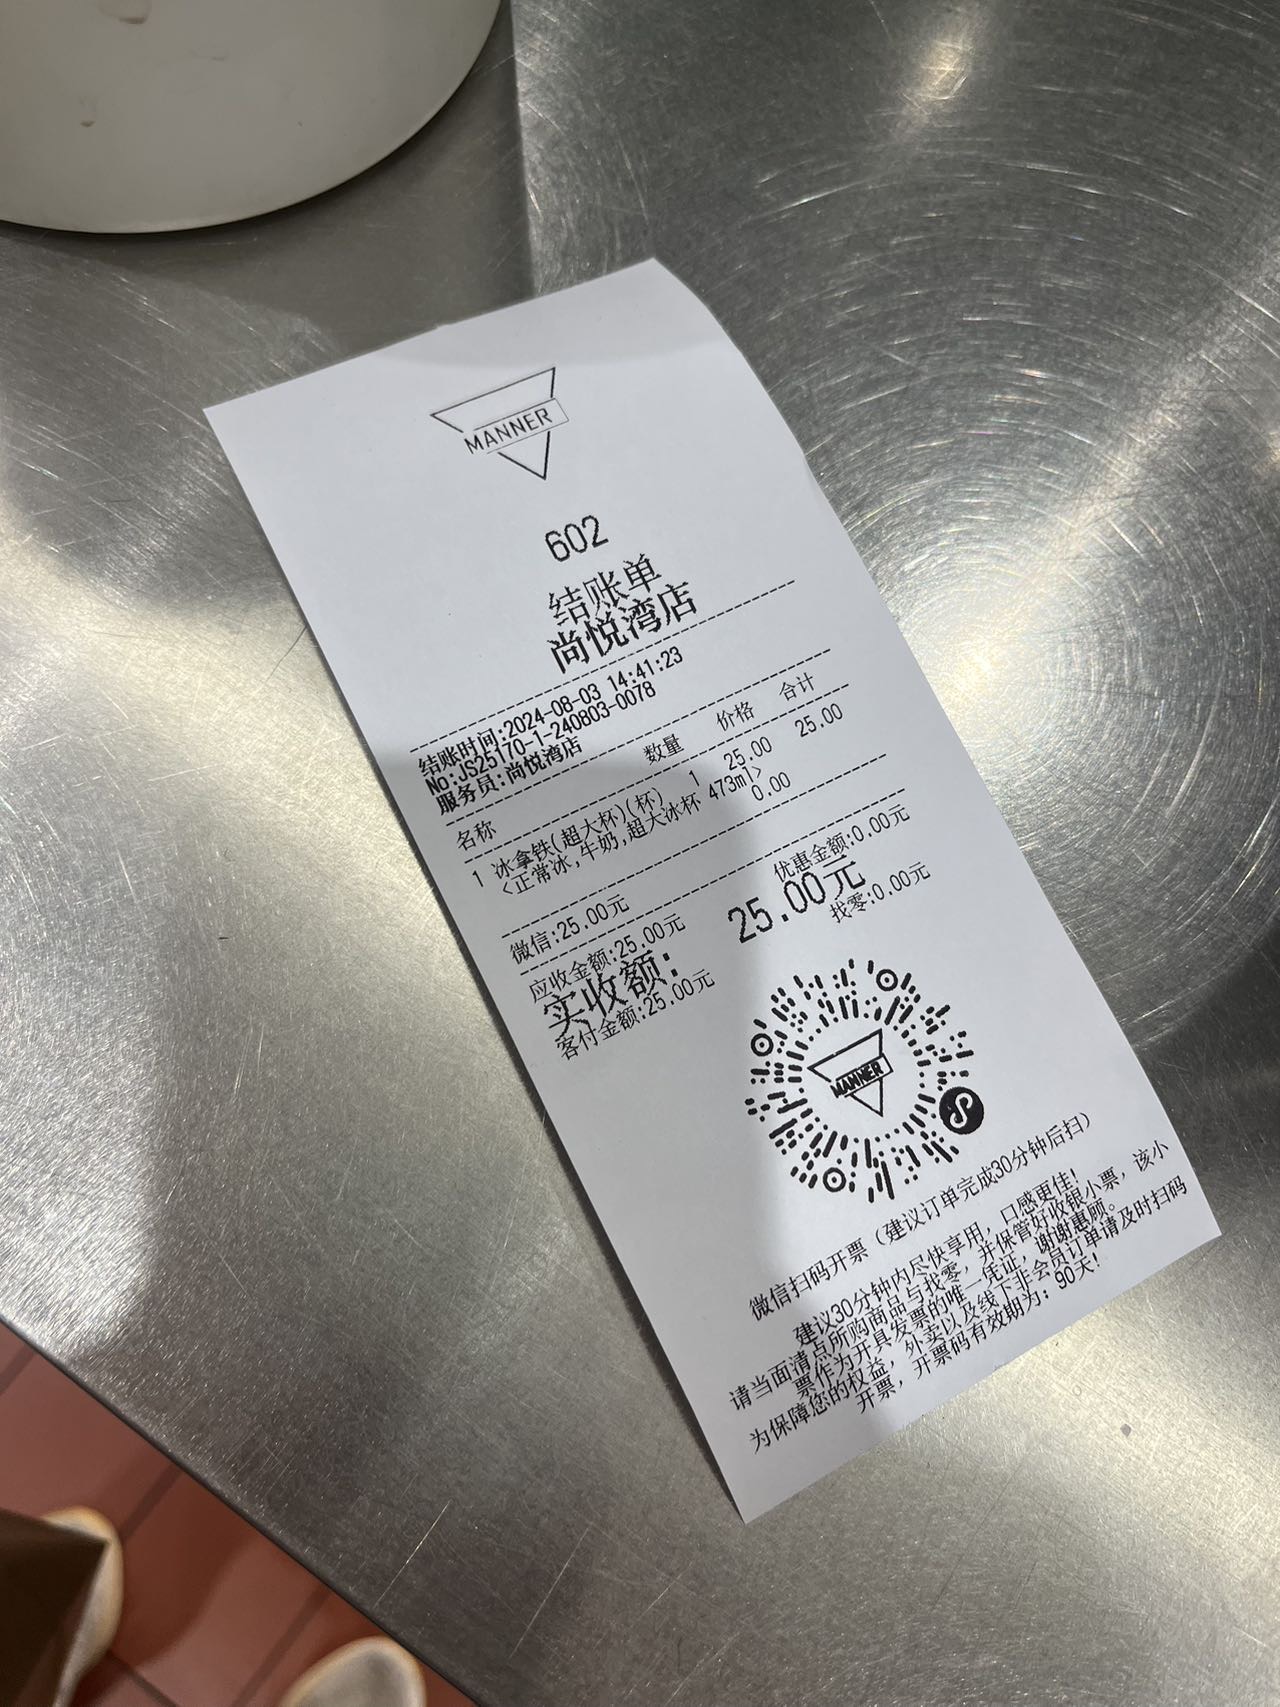 MANNER
602
结账单
尚悦湾店
结账时间:2024-08-03 14:41:23
No:JS25170-1-240803-0078
服务员:尚悦湾店
名称 数量 价格 合计
1 冰拿铁(超大杯)(杯) 1 25.00 25.00
<正常冰,牛奶,超大冰杯 473ml>
0.00
微信:25.00元
应收金额:25.00元 优惠金额:0.00元
实收额: 25.00元
客付金额:25.00元 找零:0.00元
MANNER
微信扫码开票（建议订单完成30分钟后扫）
建议30分钟内尽快享用，口感更佳！
请当面清点所购商品与找零，并保管好收银小票，该小
票作为开具发票的唯一凭证，谢谢惠顾。
为保障您的权益，外卖以及线下非会员订单请及时扫码
开票，开票码有效期为：90天！